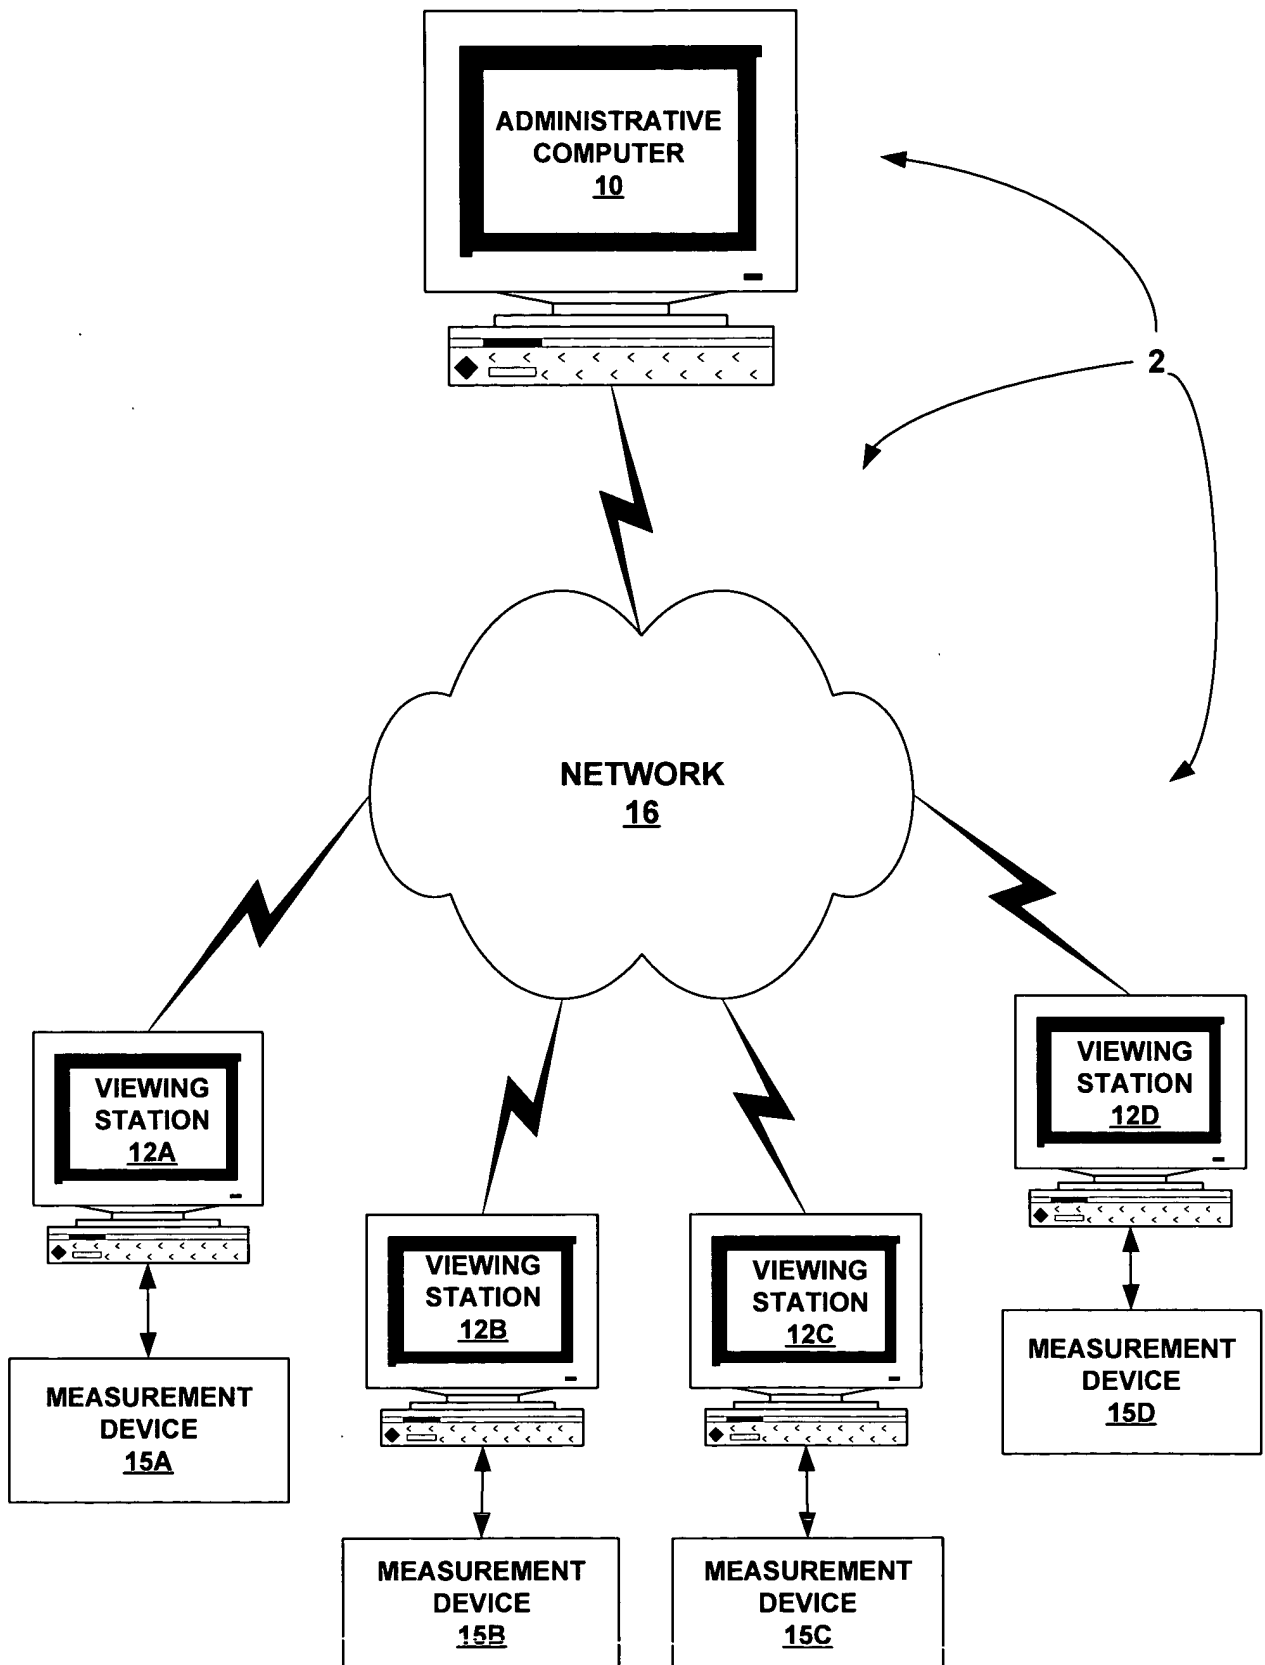 ADMINISTRATIVE
COMPUTER
10
2
NETWORK
16
VIEWING
STATION
12A
VIEWING
STATION
12B
VIEWING
STATION
12C
VIEWING
STATION
12D
MEASUREMENT
DEVICE
15A
MEASUREMENT
DEVICE
15B
MEASUREMENT
DEVICE
15C
MEASUREMENT
DEVICE
15D